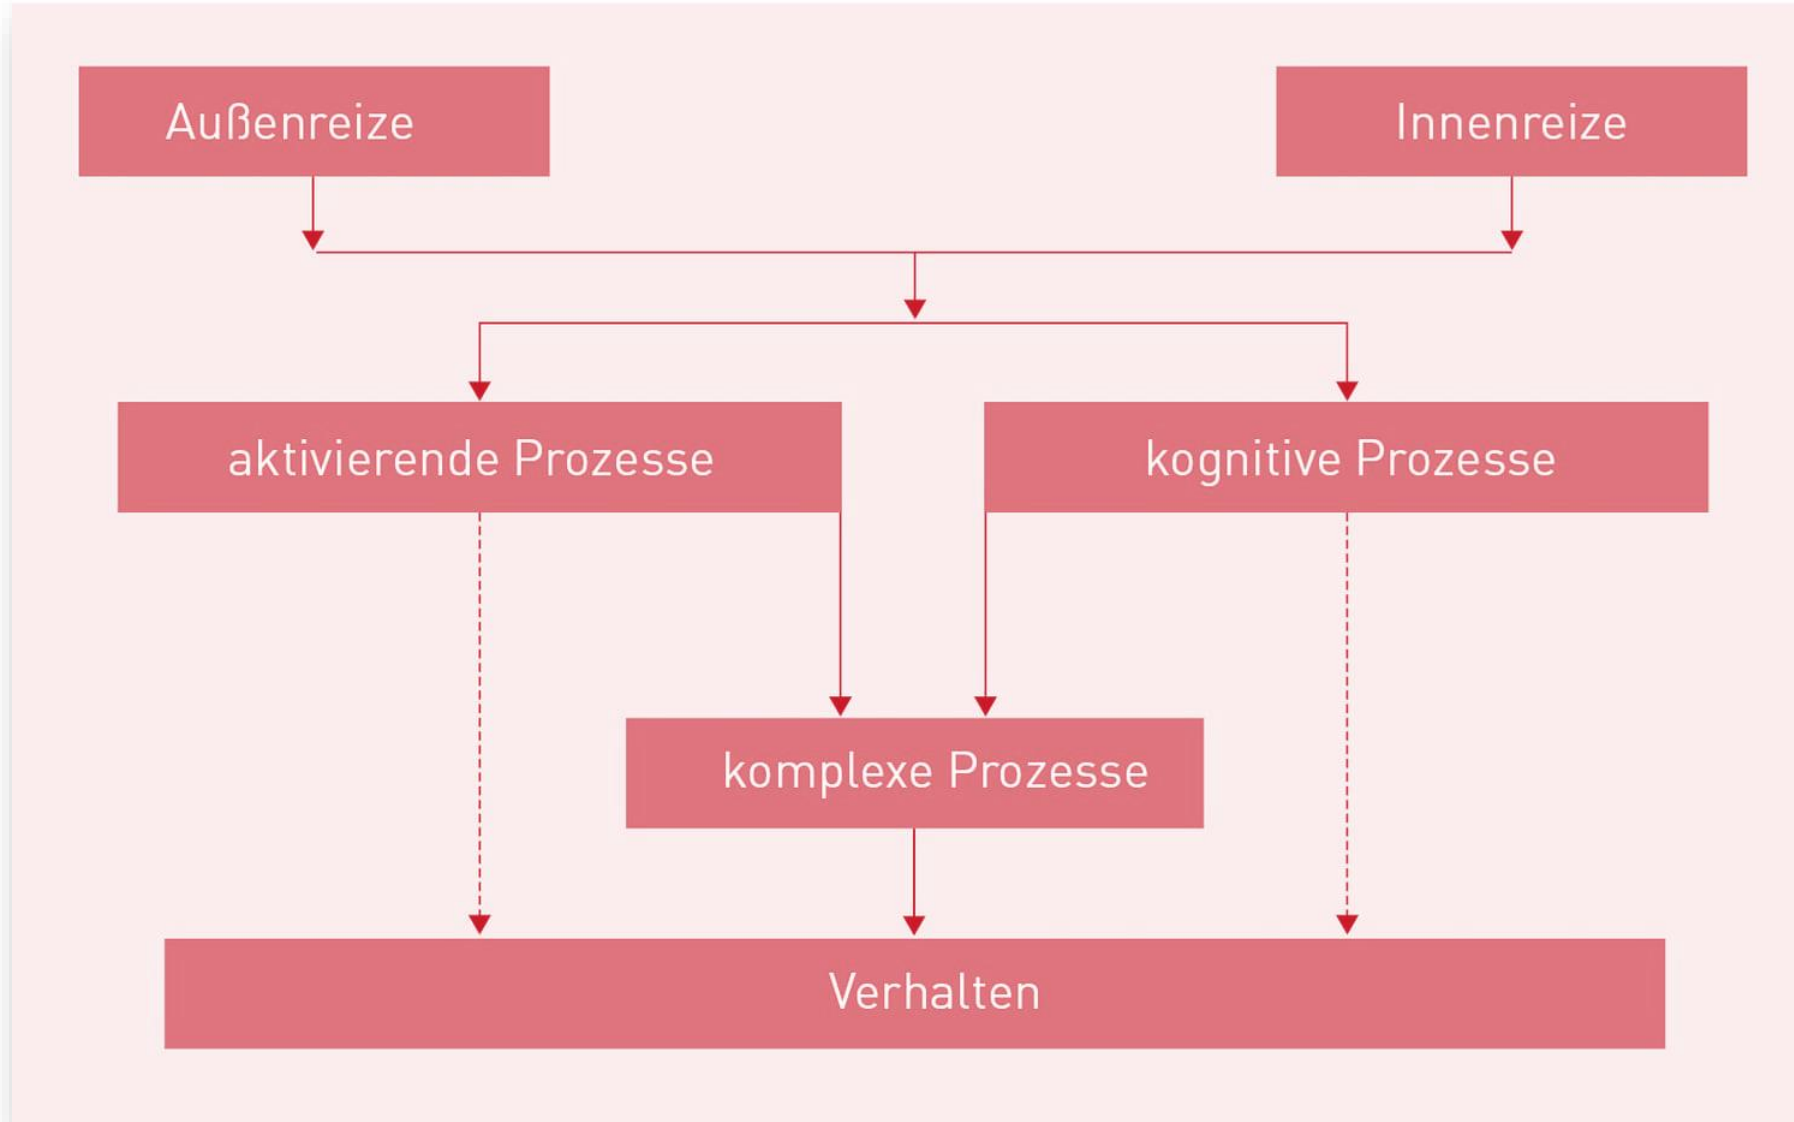 Außenreize
Innenreize
aktivierende Prozesse
kognitive Prozesse
komplexe Prozesse
Verhalten